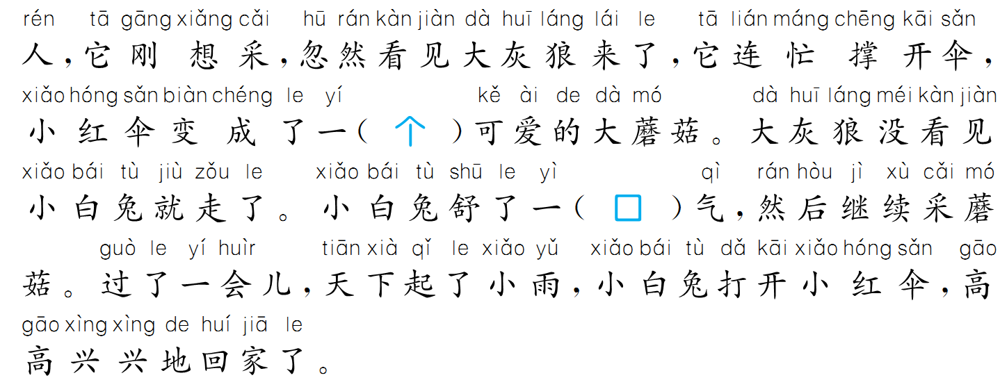 rén tā gāng xiǎng cǎi hū rán kàn jiàn dà huī láng lái le tā lián máng chēng kāi sǎn
人，它刚想采，忽然看见大灰狼来了，它连忙撑开伞，
xiǎo hóng sǎn biàn chéng le yí kě ài de dà mó dà huī láng méi kàn jiàn
小红伞变成了一（个）可爱的大蘑菇。大灰狼没看见
xiǎo bái tù jiù zǒu le xiǎo bái tù shū le yì qì rán hòu jì xù cǎi mó
小白兔就走了。小白兔舒了一（口）气，然后继续采蘑
guò le yí huìr tiān xià qǐ le xiǎo yǔ xiǎo bái tù dǎ kāi xiǎo hóng sǎn gāo
菇。过了一会儿，天下起了小雨，小白兔打开小红伞，高
gāo xìng xìng de huí jiā le
高兴兴地回家了。